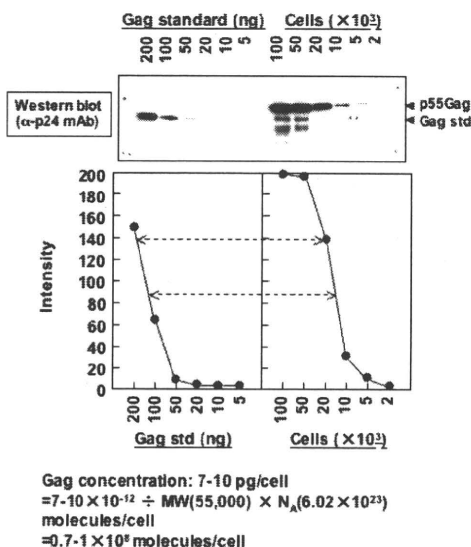 Gag standard (ng) Cells (×10³)
200 100 50 20 10 5 100 50 20 10 5 2
Western blot
(α-p24 mAb)
p55Gag
Gag std
200
180
160
140
120
100
80
60
40
20
0
Intensity
200 100 50 20 10 5 100 50 20 10 5 2
Gag std (ng) Cells (×10³)
Gag concentration: 7-10 pg/cell
=7-10×10⁻¹² ÷ MW(55,000) × N_A(6.02×10²³)
molecules/cell
=0.7-1×10⁸ molecules/cell